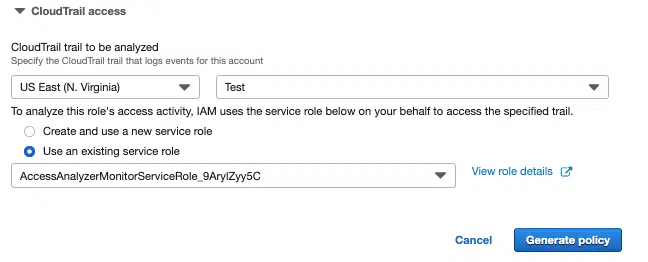 CloudTrail access
CloudTrail trail to be analyzed
Specify the CloudTrail trail that logs events for this account
US East (N. Virginia) Test
To analyze this role's access activity, IAM uses the service role below on your behalf to access the specified trail.
Create and use a new service role
Use an existing service role
AccessAnalyzerMonitorServiceRole_9ArylZyy5C View role details
Cancel Generate policy